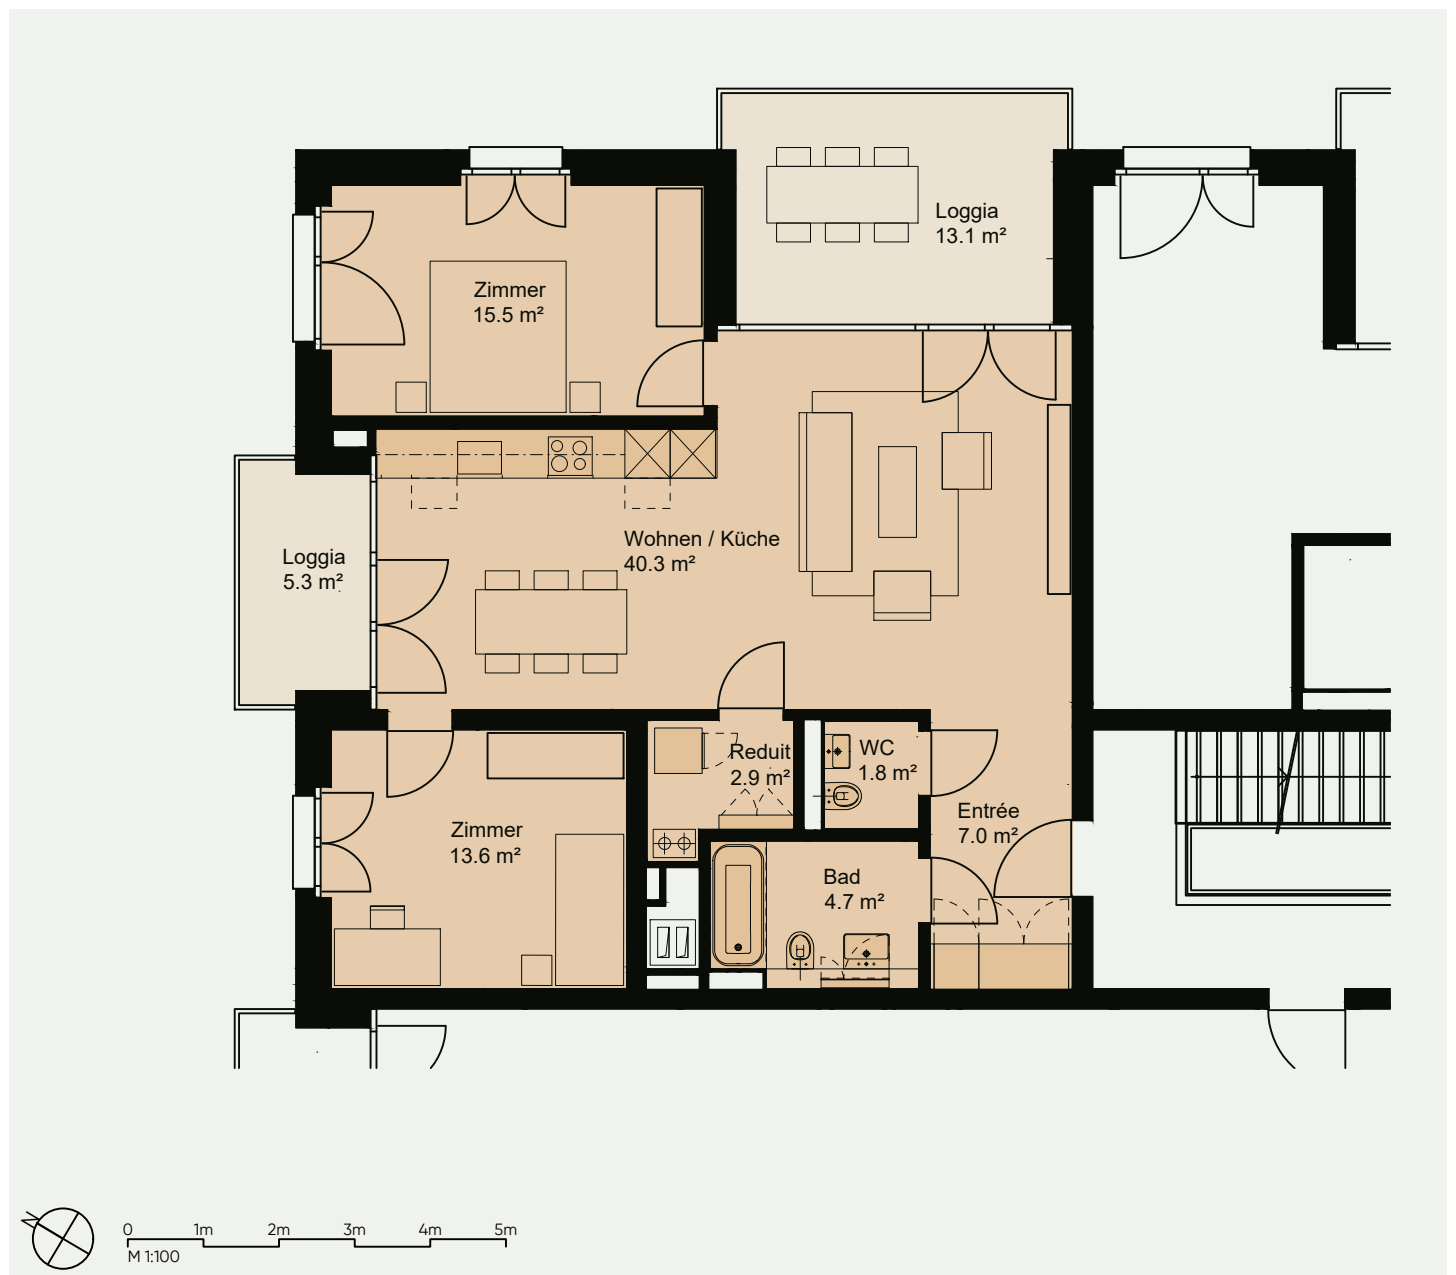 Loggia
13.1 m²
Zimmer
15.5 m²
Wohnen / Küche
40.3 m²
Loggia
5.3 m²
Reduit
2.9 m²
WC
1.8 m²
Entrée
7.0 m²
Zimmer
13.6 m²
Bad
4.7 m²
N
0 1m 2m 3m 4m 5m
M 1:100